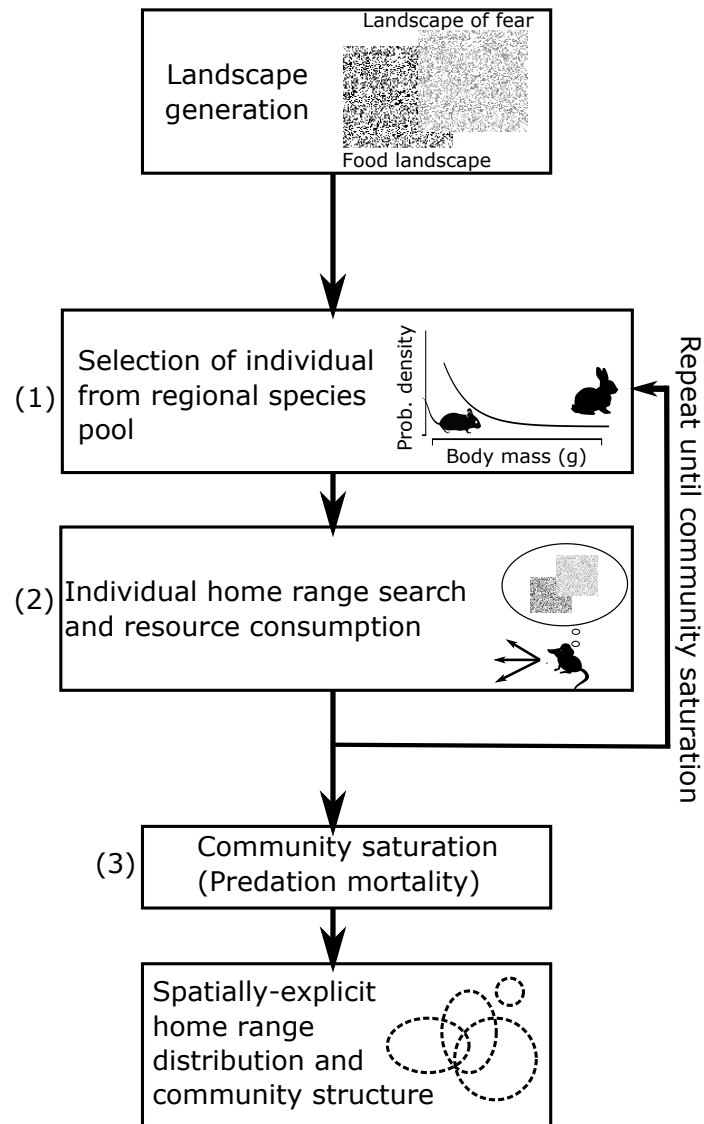 Landscape of fear
Landscape
generation
Food landscape
(1)
Selection of individual
from regional species
pool
Prob. density
Body mass (g)
Repeat until community saturation
(2)
Individual home range search
and resource consumption
(3)
Community saturation
(Predation mortality)
Spatially-explicit
home range
distribution and
community structure